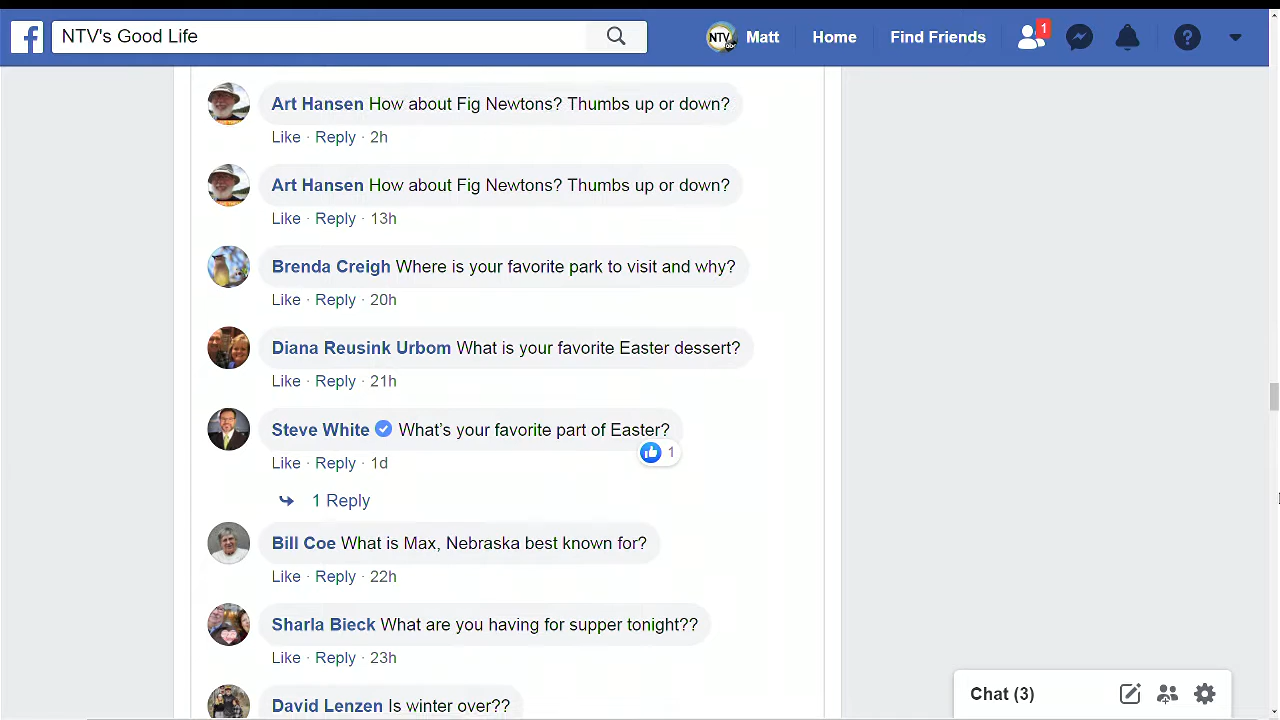 NTV's Good Life
NTV
abc
Matt
Home
Find Friends
1
Art Hansen How about Fig Newtons? Thumbs up or down?
Like · Reply · 2h
Art Hansen How about Fig Newtons? Thumbs up or down?
Like · Reply · 13h
Brenda Creigh Where is your favorite park to visit and why?
Like · Reply · 20h
Diana Reusink Urbom What is your favorite Easter dessert?
Like · Reply · 21h
Steve White What's your favorite part of Easter?
1
Like · Reply · 1d
1 Reply
Bill Coe What is Max, Nebraska best known for?
Like · Reply · 22h
Sharla Bieck What are you having for supper tonight??
Like · Reply · 23h
David Lenzen Is winter over??
Chat (3)